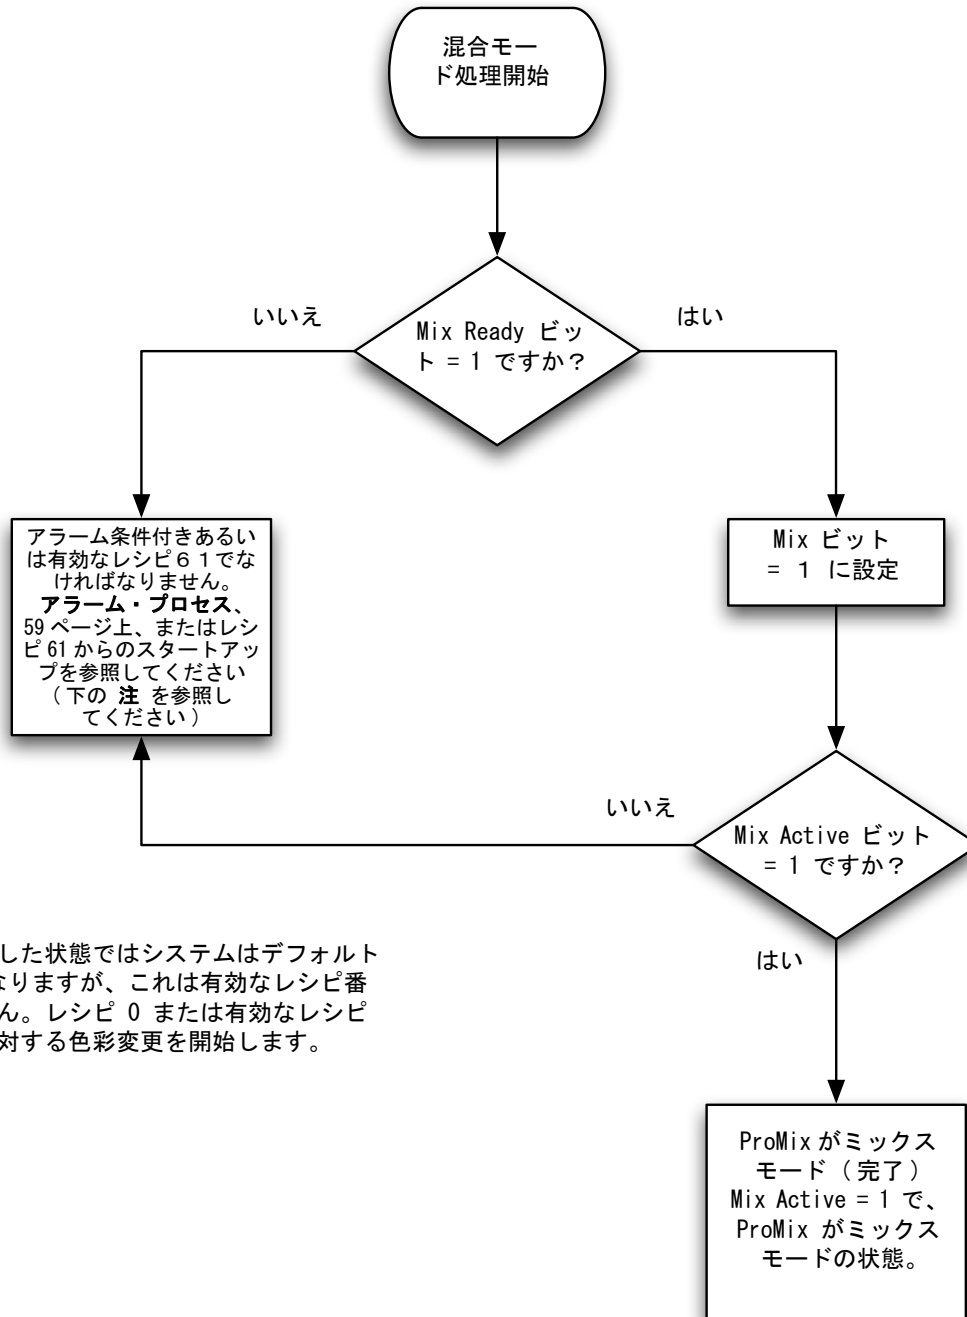 混合モー
ド処理開始
いいえ
はい
Mix Ready ビッ
ト = 1 ですか？
アラーム条件付きあるい
は有効なレシピ６１でな
ければなりません。
アラーム・プロセス、
59 ページ上、またはレシ
ピ 61 からのスタートアッ
プを参照してください
（下の 注 を参照し
てください）
Mix ビット
= 1 に設定
いいえ
Mix Active ビット
= 1 ですか？
はい
した状態ではシステムはデフォルト
なりますが、これは有効なレシピ番
ん。レシピ 0 または有効なレシピ
対する色彩変更を開始します。
ProMix がミックス
モード（完了）
Mix Active = 1 で、
ProMix がミックス
モードの状態。